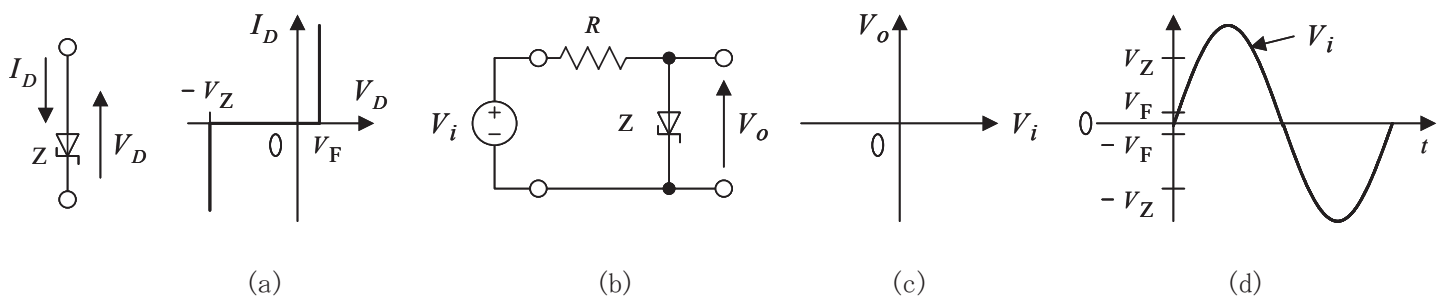 I_D
Z
V_D
(a)
I_D
− V_Z
V_D
0
V_F
(b)
R
V_i
+
−
Z
V_o
(c)
V_o
0
V_i
(d)
V_i
V_Z
V_F
0
− V_F
− V_Z
t